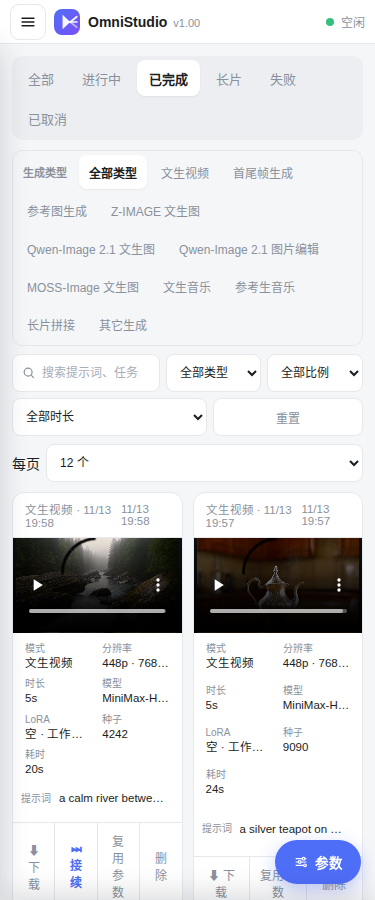 OmniStudio v1.00 空闲
全部 进行中 已完成 长片 失败
已取消
生成类型 全部类型 文生视频 首尾帧生成
参考图生成 Z-IMAGE 文生图
Qwen-Image 2.1 文生图 Qwen-Image 2.1 图片编辑
MOSS-Image 文生图 文生音乐 参考生音乐
长片拼接 其它生成
搜索提示词、任务 全部类型 全部比例
全部时长 重置
每页 12 个
文生视频 · 11/13 19:58 11/13 19:58
模式 分辨率
文生视频 448p · 768…
时长 模型
5s MiniMax-H…
LoRA 种子
空 · 工作… 4242
耗时
20s
提示词 a calm river betwe…
下载 接续 复用参数 删除
文生视频 · 11/13 19:57 11/13 19:57
模式 分辨率
文生视频 448p · 768…
时长 模型
5s MiniMax-H…
LoRA 种子
空 · 工作… 9090
耗时
24s
提示词 a silver teapot on …
下载
参数